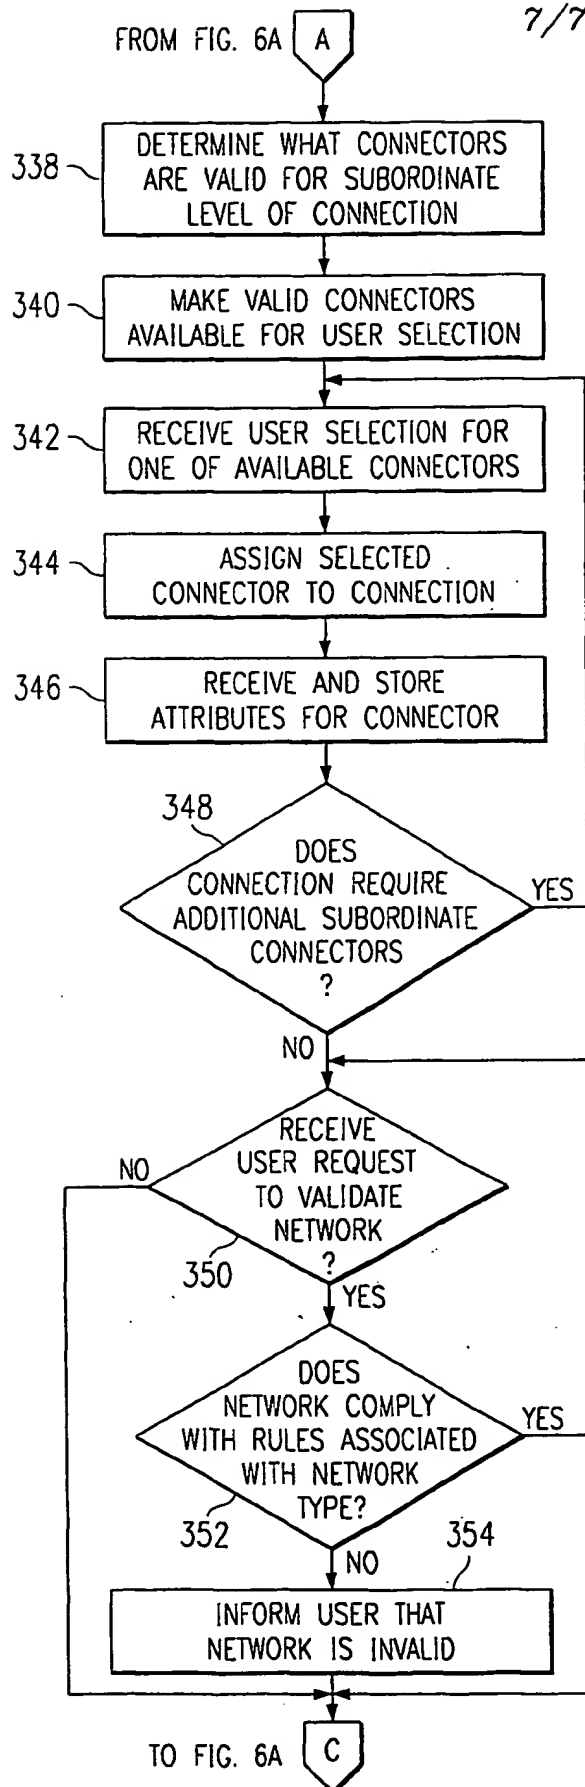 7/7
FROM FIG. 6A
A
338
DETERMINE WHAT CONNECTORS
ARE VALID FOR SUBORDINATE
LEVEL OF CONNECTION
340
MAKE VALID CONNECTORS
AVAILABLE FOR USER SELECTION
342
RECEIVE USER SELECTION FOR
ONE OF AVAILABLE CONNECTORS
344
ASSIGN SELECTED
CONNECTOR TO CONNECTION
346
RECEIVE AND STORE
ATTRIBUTES FOR CONNECTOR
348
DOES
CONNECTION REQUIRE
ADDITIONAL SUBORDINATE
CONNECTORS
?
YES
NO
RECEIVE
USER REQUEST
TO VALIDATE
NETWORK
?
NO
350
YES
DOES
NETWORK COMPLY
WITH RULES ASSOCIATED
WITH NETWORK
TYPE?
YES
352
NO
354
INFORM USER THAT
NETWORK IS INVALID
TO FIG. 6A
C